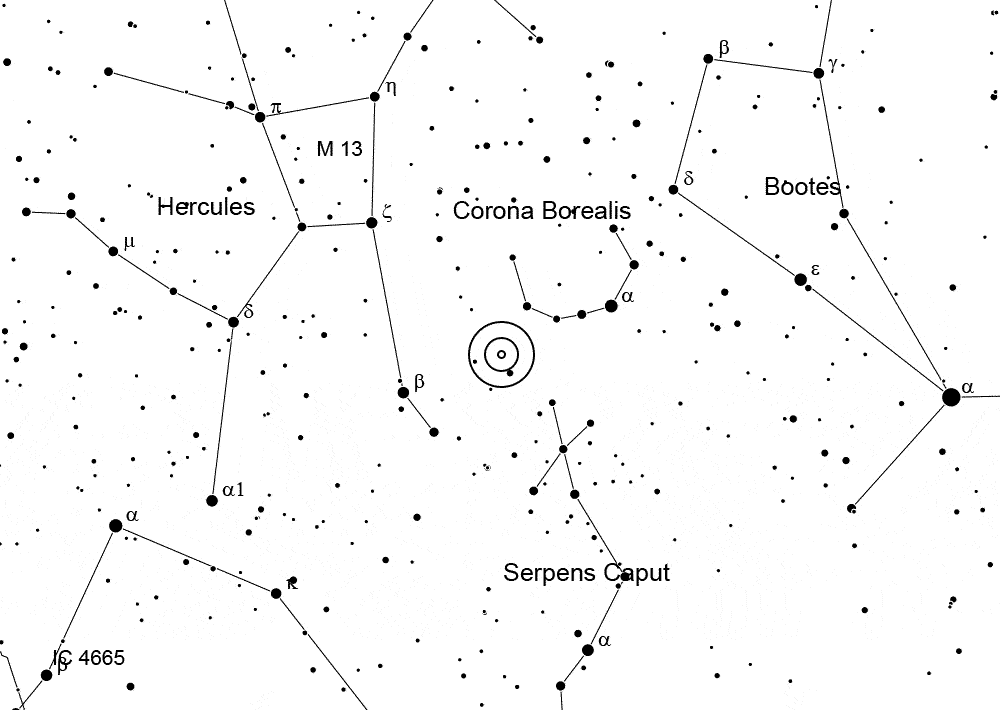 β
γ
η
π
M 13
δ
Bootes
Hercules
Corona Borealis
ζ
μ
ε
α
δ
β
α
α1
α
Serpens Caput
κ
α
IC 4665
β